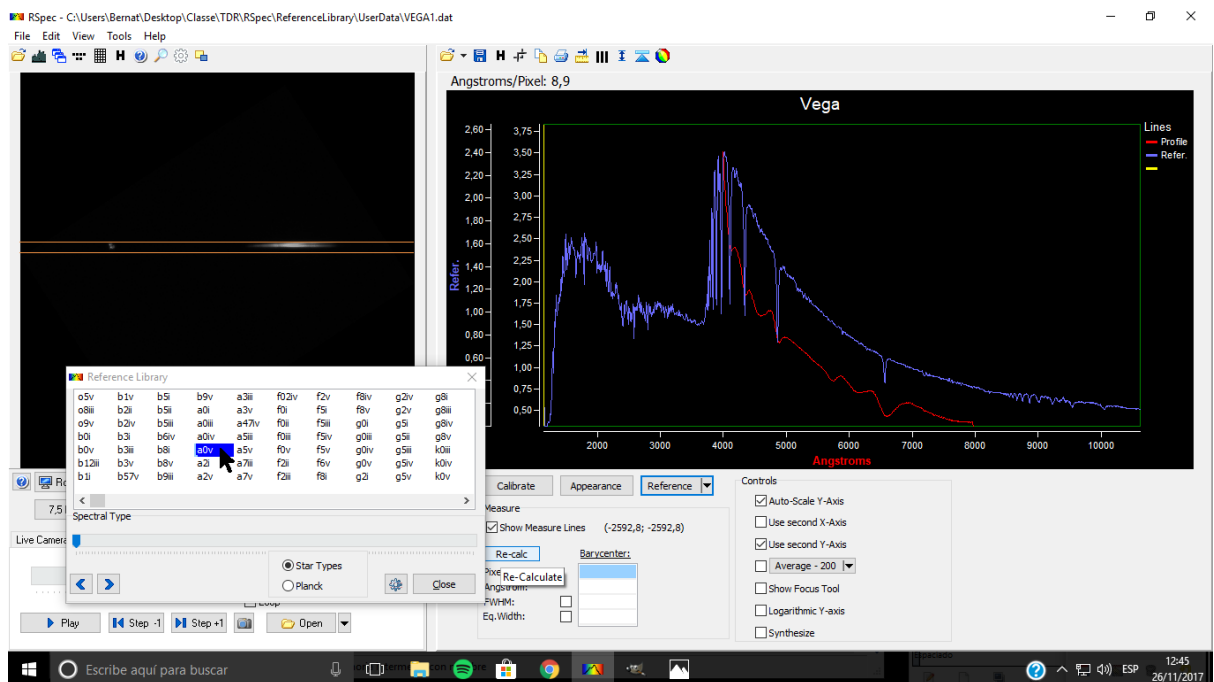 RSpec - C:\Users\Bernat\Desktop\Classe\TDR\RSpec\ReferenceLibrary\UserData\VEGA1.dat
File Edit View Tools Help
Angstroms/Pixel: 8,9
Vega
Lines
Profile
Refer.
2,60 3,75
2,40 3,50
2,20 3,25
2,00 3,00
1,80 2,75
1,60 2,50
1,40 2,25
1,20 2,00
1,00 1,75
0,80 1,50
0,60 1,25
1,00
0,75
0,50
Refer.
2000 3000 4000 5000 6000 7000 8000 9000 10000
Angstroms
Reference Library
o5v b1v b5i b9v a3iii f02iv f2v f8iv g2iv g8i
o8iii b2ii b5ii a0i a3v f0i f5i f8v g2v g8iii
o9v b2iv b5iii a0iii a47iv f0ii f5iii g0i g5i g8iv
b0i b3i b6iv a0iv a5iii f0iii f5iv g0iii g5ii g8v
b0v b3iii b8i a0v a5v f0v f5v g0iv g5iii k0iii
b12iii b3v b8v a2i a7iii f2ii f6v g0v g5iv k0iv
b1i b57v b9iii a2v a7v f2iii f8i g2i g5v k0v
Spectral Type
Star Types
Planck
Close
7,5
Live Camera
Loop
Play Step -1 Step +1 Open
Calibrate Appearance Reference
Measure
Show Measure Lines (-2592,8; -2592,8)
Re-calc Barycenter:
Re-Calculate
Angstrom:
FWHM:
Eq.Width:
Controls
Auto-Scale Y-Axis
Use second X-Axis
Use second Y-Axis
Average - 200
Show Focus Tool
Logarithmic Y-axis
Synthesize
Escribe aquí para buscar
ESP
12:45
26/11/2017